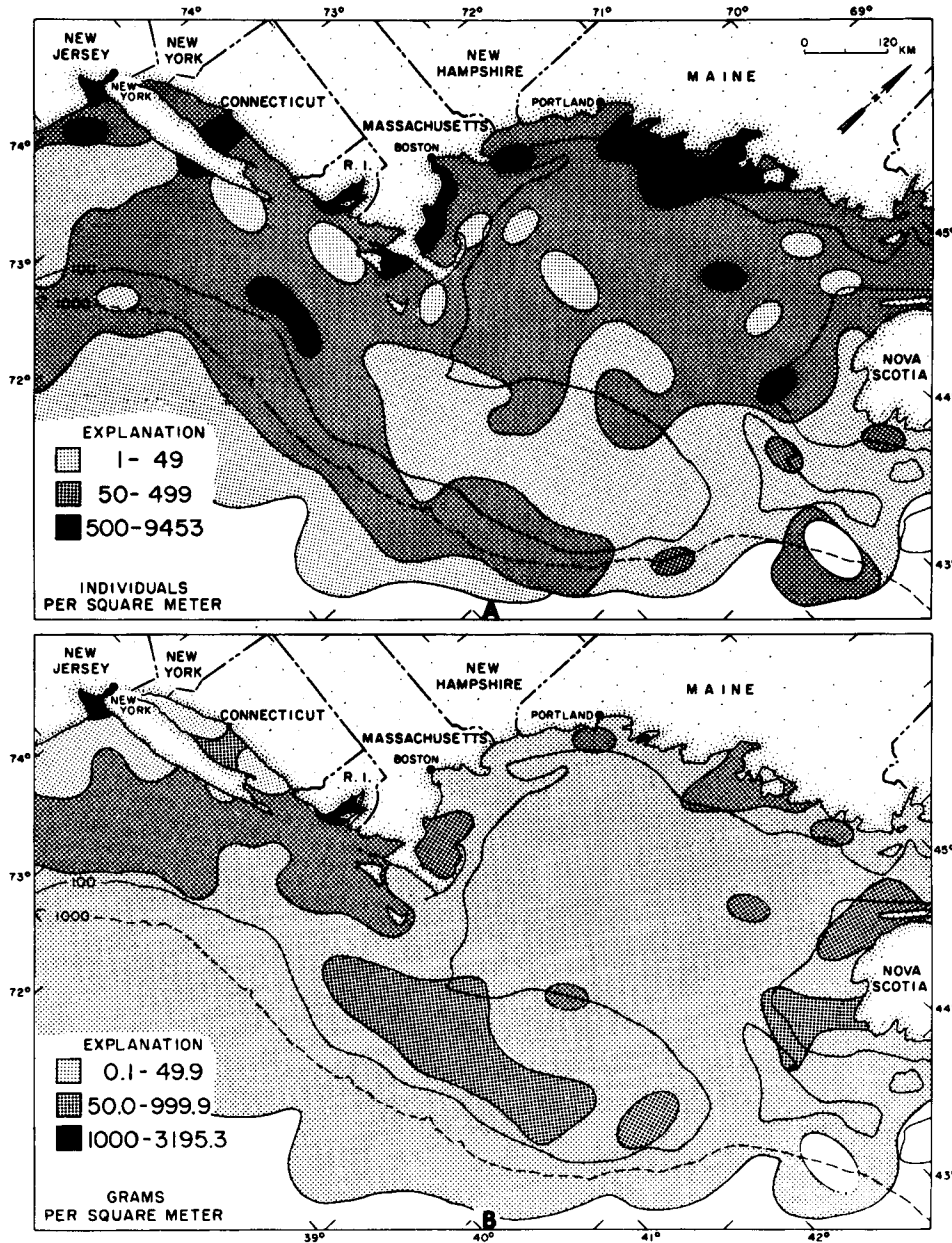 73° 72° 71° 70° 69°
NEW JERSEY
NEW YORK
NEW HAMPSHIRE
MAINE
0 120 KM
NEW YORK
CONNECTICUT
PORTLAND
MASSACHUSETTS
BOSTON
R. I.
74°
45°
73°
100
1000
NOVA SCOTIA
72°
44°
EXPLANATION
1- 49
50- 499
500-9453
43°
INDIVIDUALS
PER SQUARE METER
74° 73° 72° 71° 70°
A
NEW JERSEY
NEW YORK
NEW HAMPSHIRE
MAINE
NEW YORK
CONNECTICUT
PORTLAND
MASSACHUSETTS
BOSTON
R. I.
74°
45°
73°
100
1000
NOVA SCOTIA
72°
44°
EXPLANATION
0.1- 49.9
50.0-999.9
1000-3195.3
43°
GRAMS
PER SQUARE METER
B
39° 40° 41° 42°